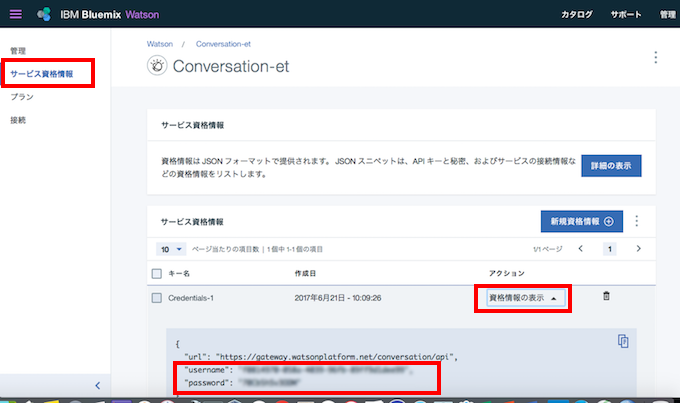 IBM Bluemix Watson
カタログ サポート 管理
管理
サービス資格情報
プラン
接続
Watson / Conversation-et
Conversation-et
サービス資格情報
資格情報は JSON フォーマットで提供されます。 JSON スニペットは、API キーと秘密、およびサービスの接続情報な
どの資格情報をリストします。
詳細の表示
サービス資格情報
新規資格情報
10 ページ当たりの項目数 | 1 個中 1-1 個の項目
1/1 ページ 1
キー名 作成日 アクション
Credentials-1 2017年6月21日 - 10:09:26 資格情報の表示
{
"url": "https://gateway.watsonplatform.net/conversation/api",
"username":
"password":